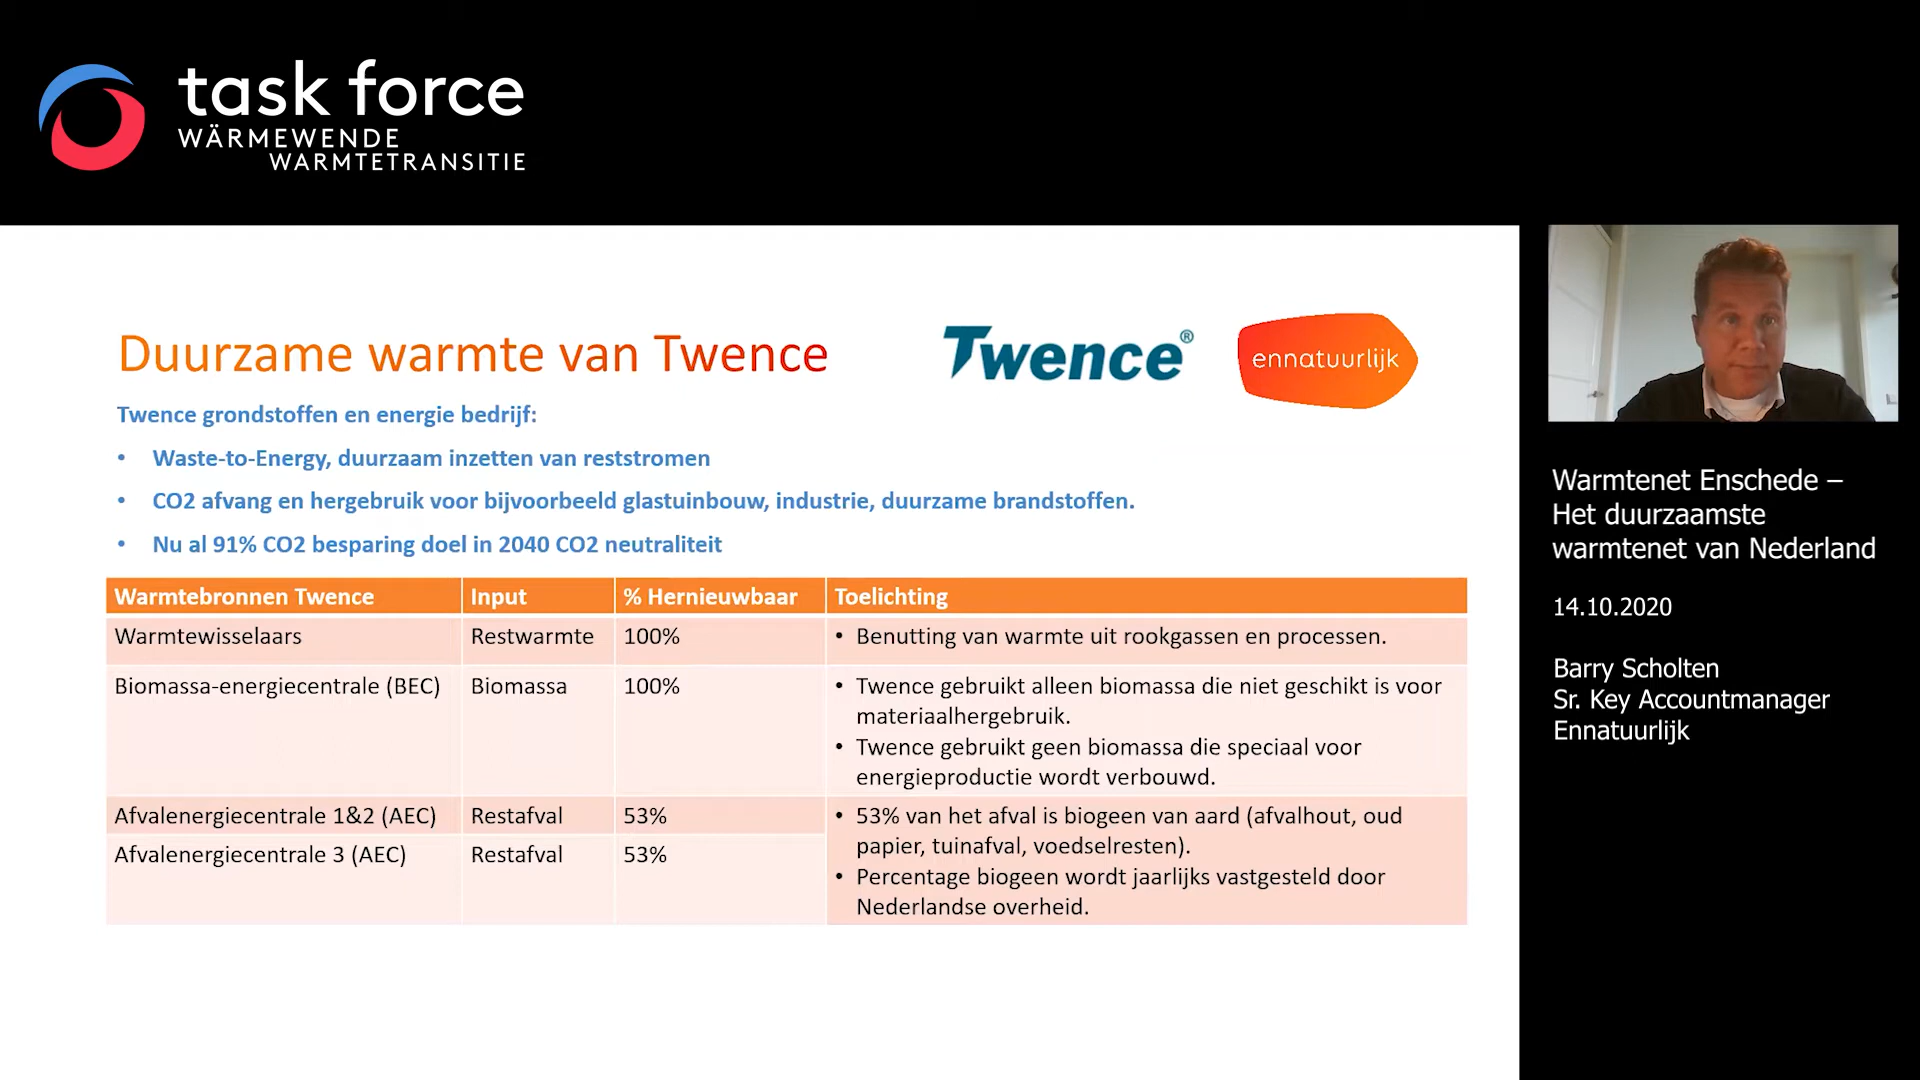 task force
WÄRMEWENDE
WARMTETRANSITIE
Duurzame warmte van Twence
Twence®
ennatuurlijk
Twence grondstoffen en energie bedrijf:
• Waste-to-Energy, duurzaam inzetten van reststromen
• CO2 afvang en hergebruik voor bijvoorbeeld glastuinbouw, industrie, duurzame brandstoffen.
• Nu al 91% CO2 besparing doel in 2040 CO2 neutraliteit
Warmtebronnen Twence Input % Hernieuwbaar Toelichting
Warmtewisselaars Restwarmte 100% • Benutting van warmte uit rookgassen en processen.
Biomassa-energiecentrale (BEC) Biomassa 100% • Twence gebruikt alleen biomassa die niet geschikt is voor
materiaalhergebruik.
• Twence gebruikt geen biomassa die speciaal voor
energieproductie wordt verbouwd.
Afvalenergiecentrale 1&2 (AEC) Restafval 53% • 53% van het afval is biogeen van aard (afvalhout, oud
papier, tuinafval, voedselresten).
Afvalenergiecentrale 3 (AEC) Restafval 53%
• Percentage biogeen wordt jaarlijks vastgesteld door
Nederlandse overheid.
Warmtenet Enschede –
Het duurzaamste
warmtenet van Nederland
14.10.2020
Barry Scholten
Sr. Key Accountmanager
Ennatuurlijk